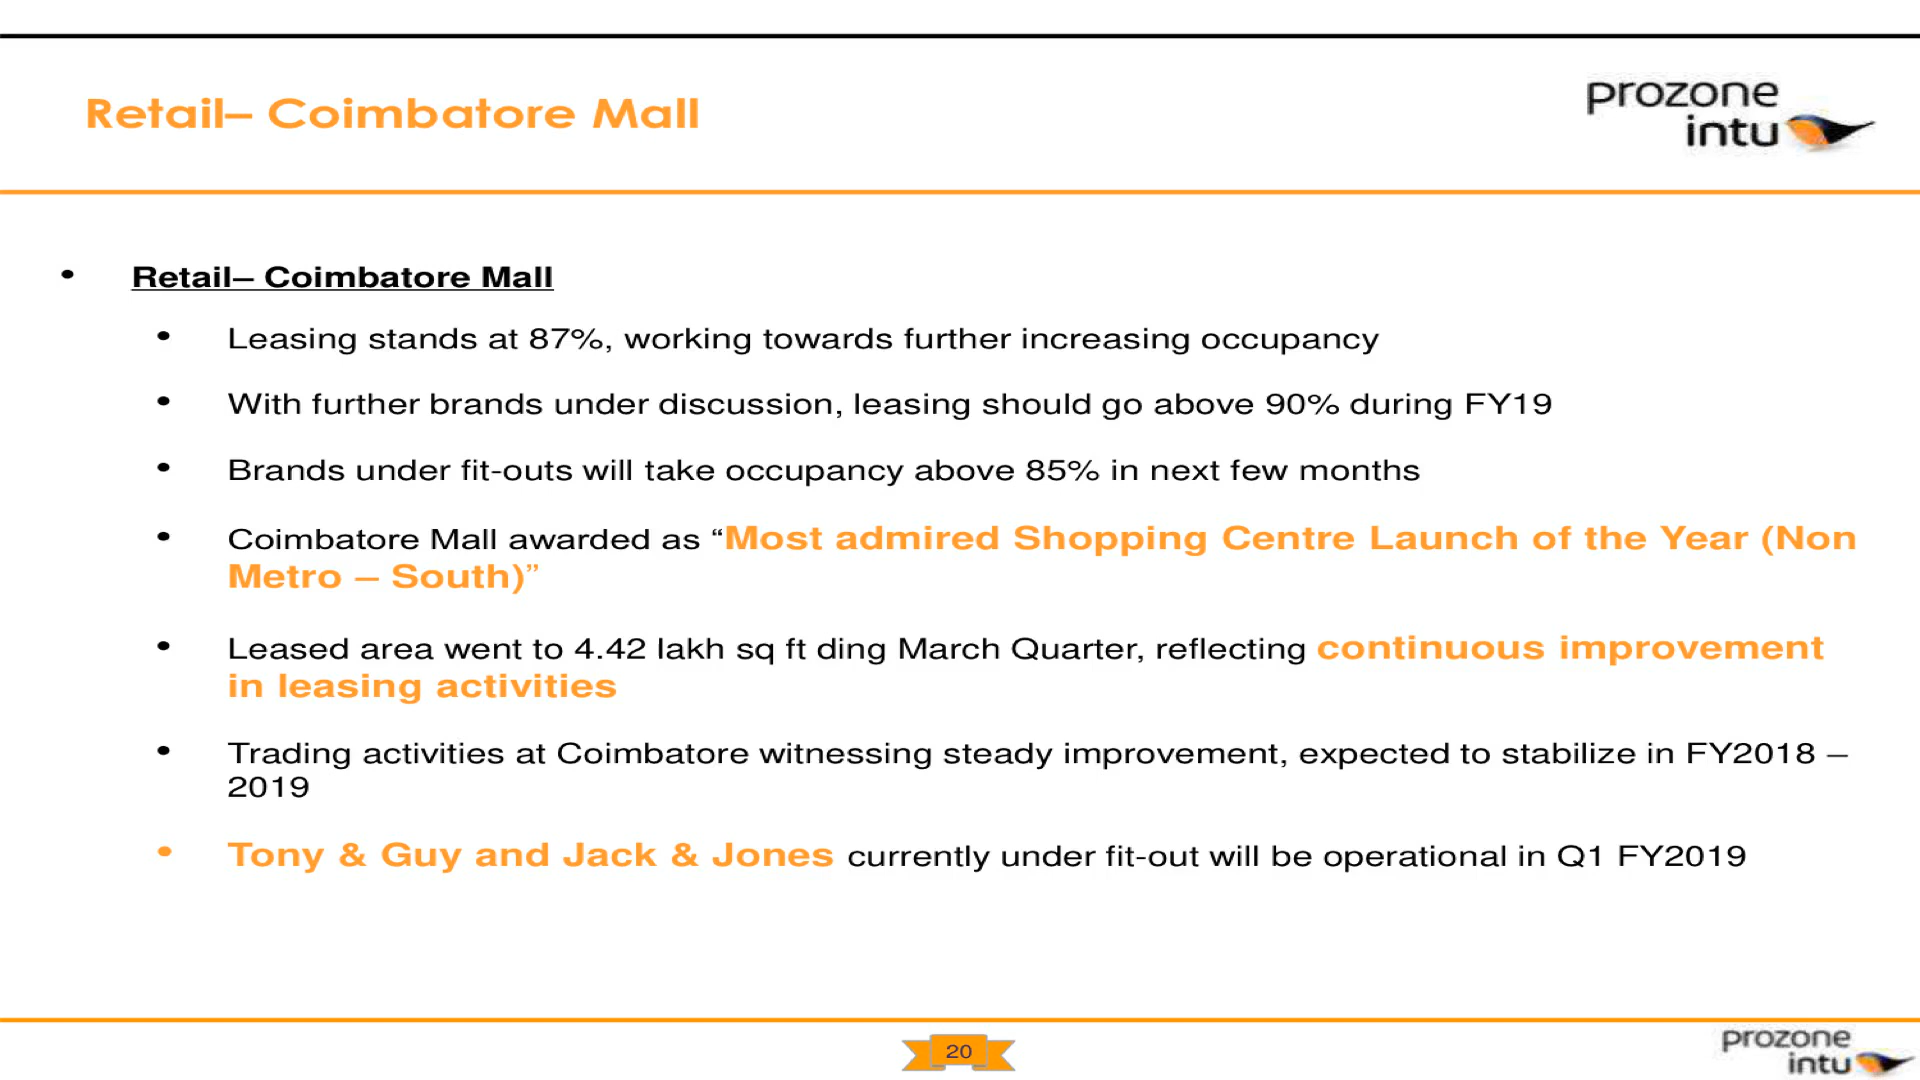 Retail– Coimbatore Mall
prozone
intu
• Retail– Coimbatore Mall
• Leasing stands at 87%, working towards further increasing occupancy
• With further brands under discussion, leasing should go above 90% during FY19
• Brands under fit-outs will take occupancy above 85% in next few months
• Coimbatore Mall awarded as “Most admired Shopping Centre Launch of the Year (Non
Metro – South)”
• Leased area went to 4.42 lakh sq ft ding March Quarter, reflecting continuous improvement
in leasing activities
• Trading activities at Coimbatore witnessing steady improvement, expected to stabilize in FY2018 –
2019
• Tony & Guy and Jack & Jones currently under fit-out will be operational in Q1 FY2019
20
prozone
intu